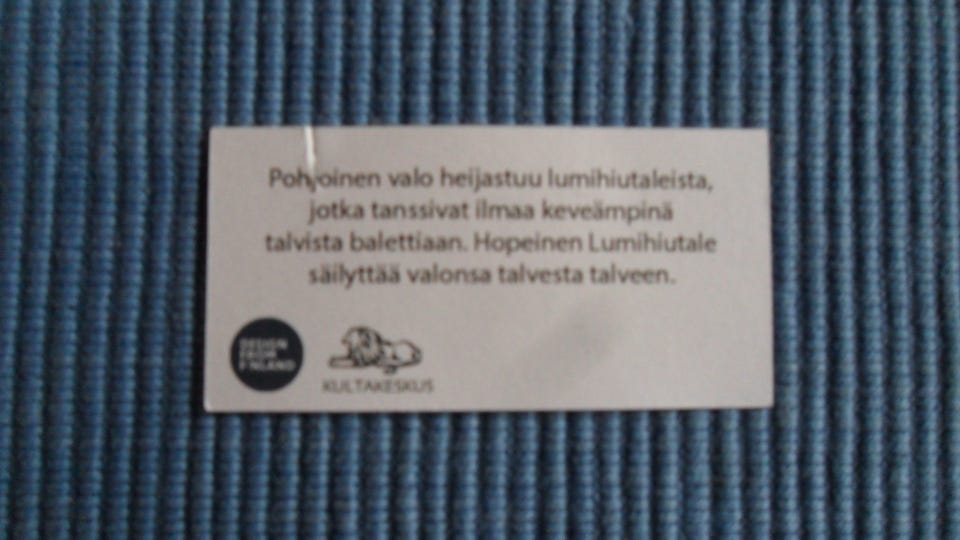 Pohjoinen valo heijastuu lumihiutaleista,
jotka tanssivat ilmaa keveämpinä
talvista balettiaan. Hopeinen Lumihiutale
säilyttää valonsa talvesta talveen.
DESIGN
FROM
FINLAND
KULTAKESKUS